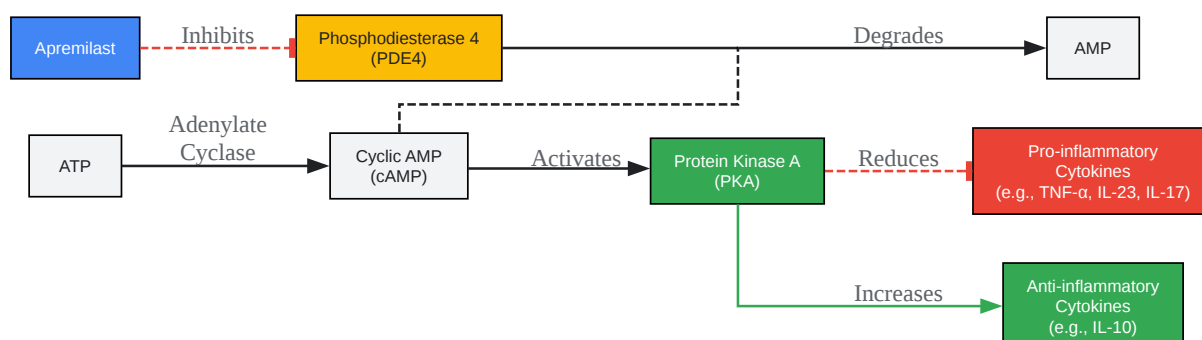 Apremilast
Inhibits
Phosphodiesterase 4
(PDE4)
Degrades
AMP
ATP
Adenylate
Cyclase
Cyclic AMP
(cAMP)
Activates
Protein Kinase A
(PKA)
Reduces
Pro-inflammatory
Cytokines
(e.g., TNF-α, IL-23, IL-17)
Increases
Anti-inflammatory
Cytokines
(e.g., IL-10)